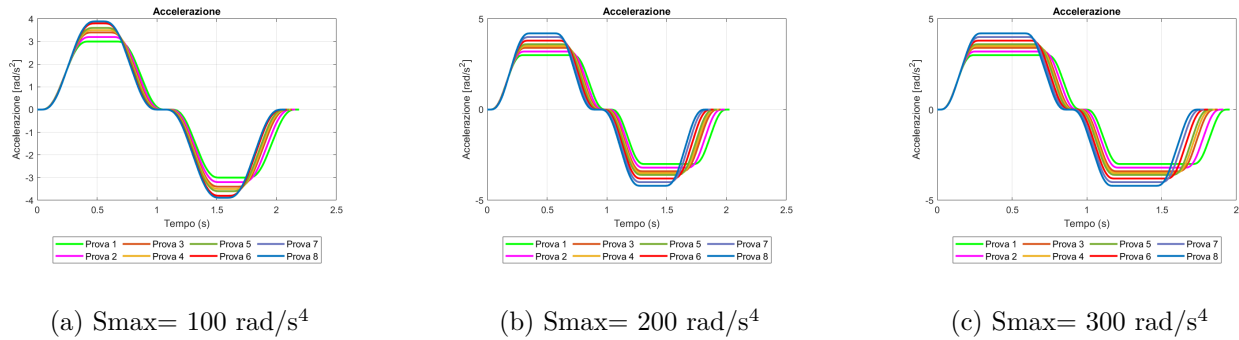 Accelerazione
Accelerazione [rad/s²]
4
3
2
1
0
-1
-2
-3
-4
0
0.5
1
1.5
2
2.5
Tempo (s)
Prova 1 Prova 3 Prova 5 Prova 7
Prova 2 Prova 4 Prova 6 Prova 8
(a) Smax= 100 rad/s⁴
Accelerazione
Accelerazione [rad/s²]
5
0
-5
0
0.5
1
1.5
2
2.5
Tempo (s)
Prova 1 Prova 3 Prova 5 Prova 7
Prova 2 Prova 4 Prova 6 Prova 8
(b) Smax= 200 rad/s⁴
Accelerazione
Accelerazione [rad/s²]
5
0
-5
0
0.5
1
1.5
2
Tempo (s)
Prova 1 Prova 3 Prova 5 Prova 7
Prova 2 Prova 4 Prova 6 Prova 8
(c) Smax= 300 rad/s⁴